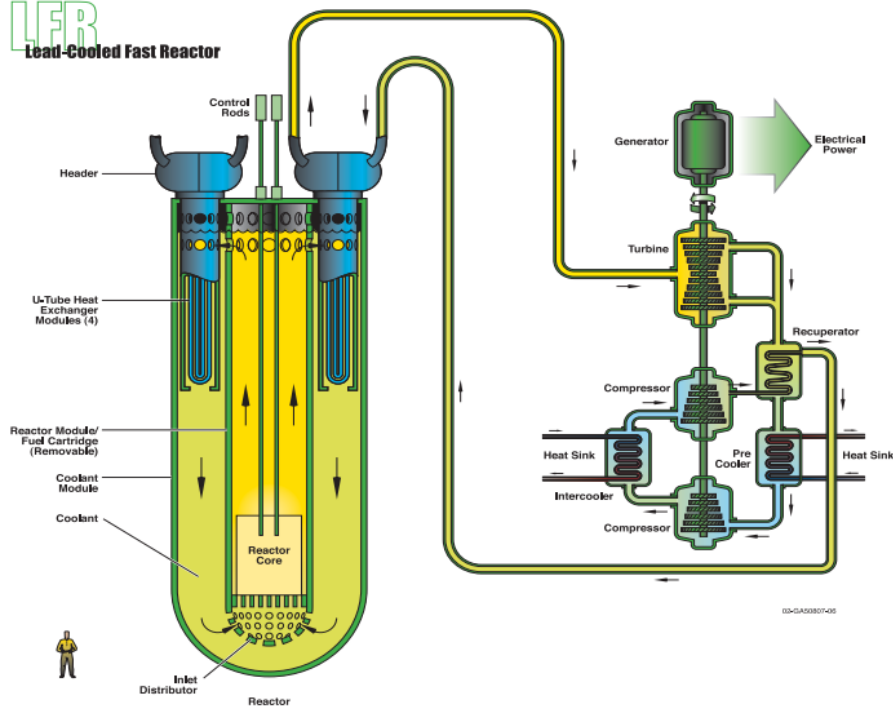 LFR
Lead-Cooled Fast Reactor
Control
Rods
Header
U-Tube Heat
Exchanger
Modules (4)
Reactor Module/
Fuel Cartridge
(Removable)
Coolant
Module
Coolant
Reactor
Core
Inlet
Distributor
Reactor
Generator
Electrical
Power
Turbine
Recuperator
Compressor
Heat Sink
Intercooler
Pre
Cooler
Heat Sink
Compressor
02-GA50807-06